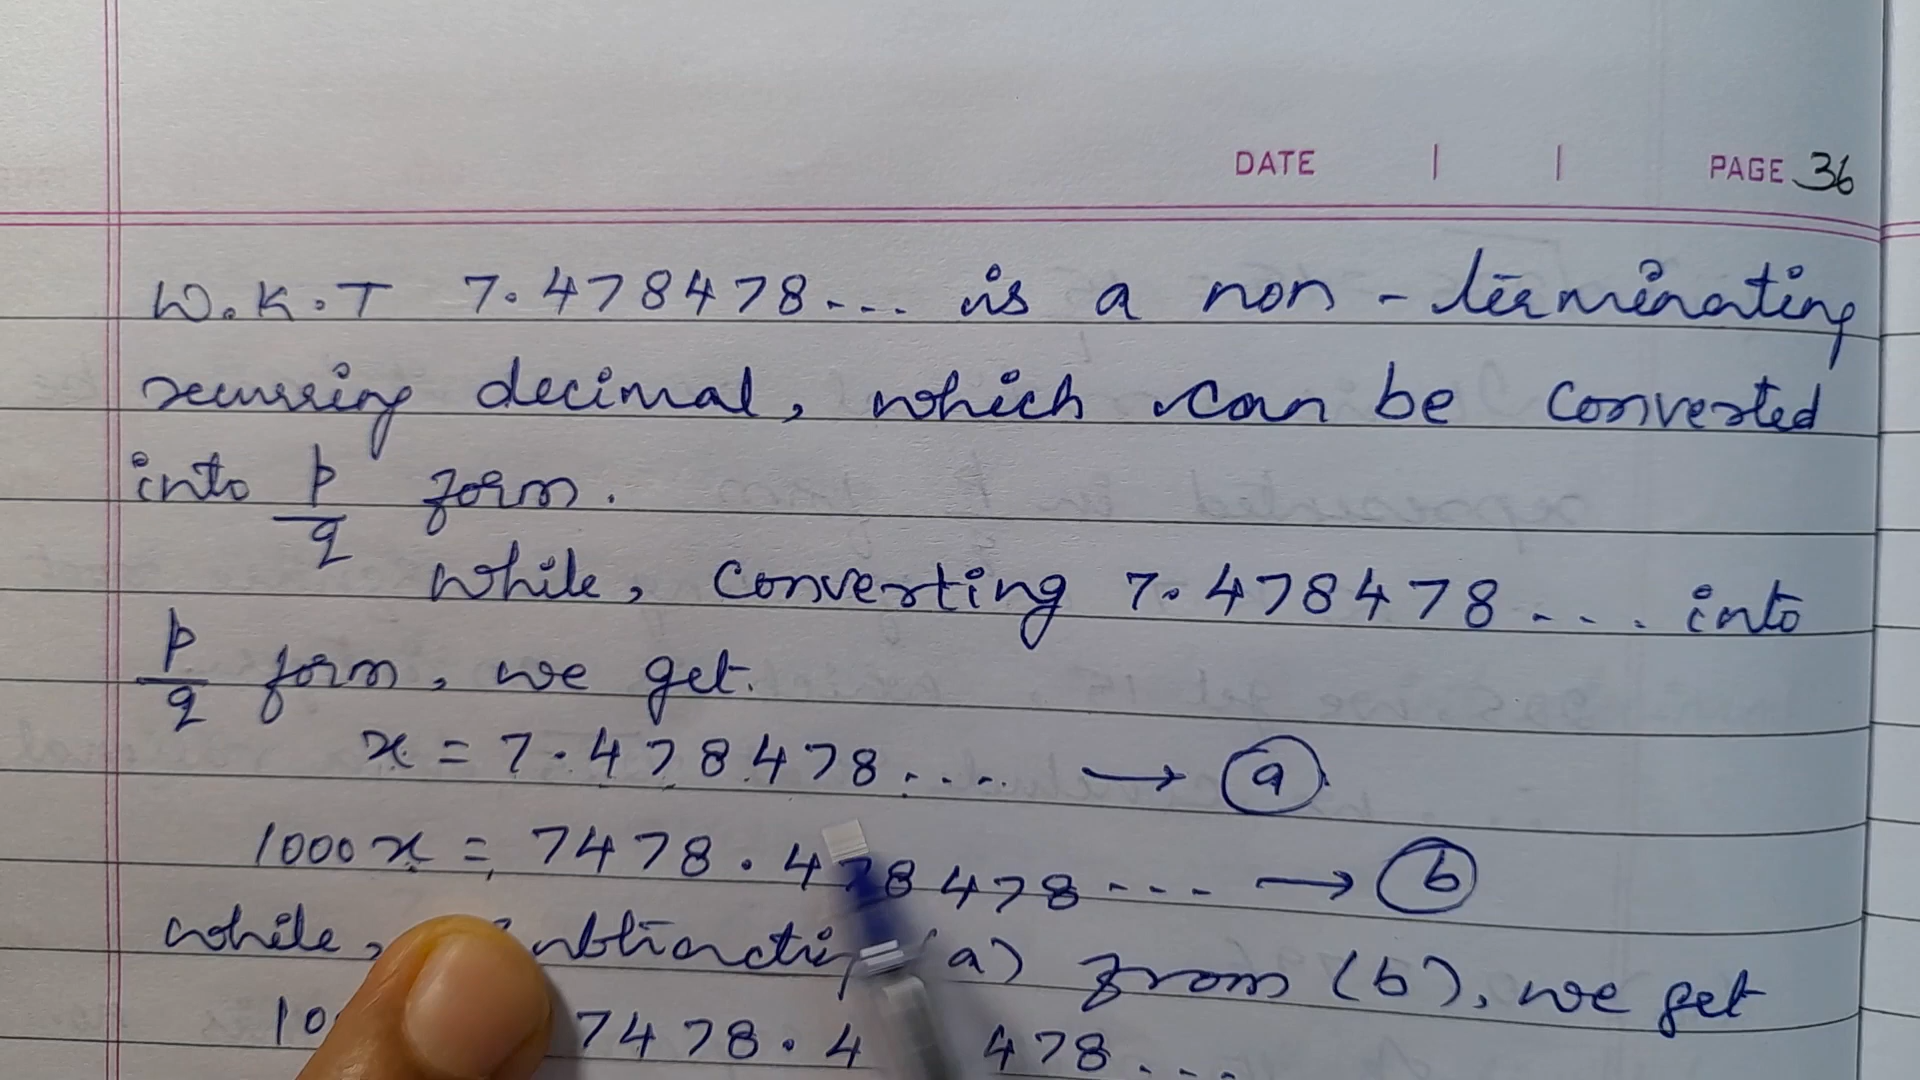 DATE | | PAGE 36
W.K.T 7.478478... is a non-terminating
recurring decimal, which can be converted
into p/q form.
while, converting 7.478478.... into
p/q form, we get.
x = 7.478478.... → (a)
1000x = 7478.478478... → (b)
while, (a) from (b), we get
7478.4 478...